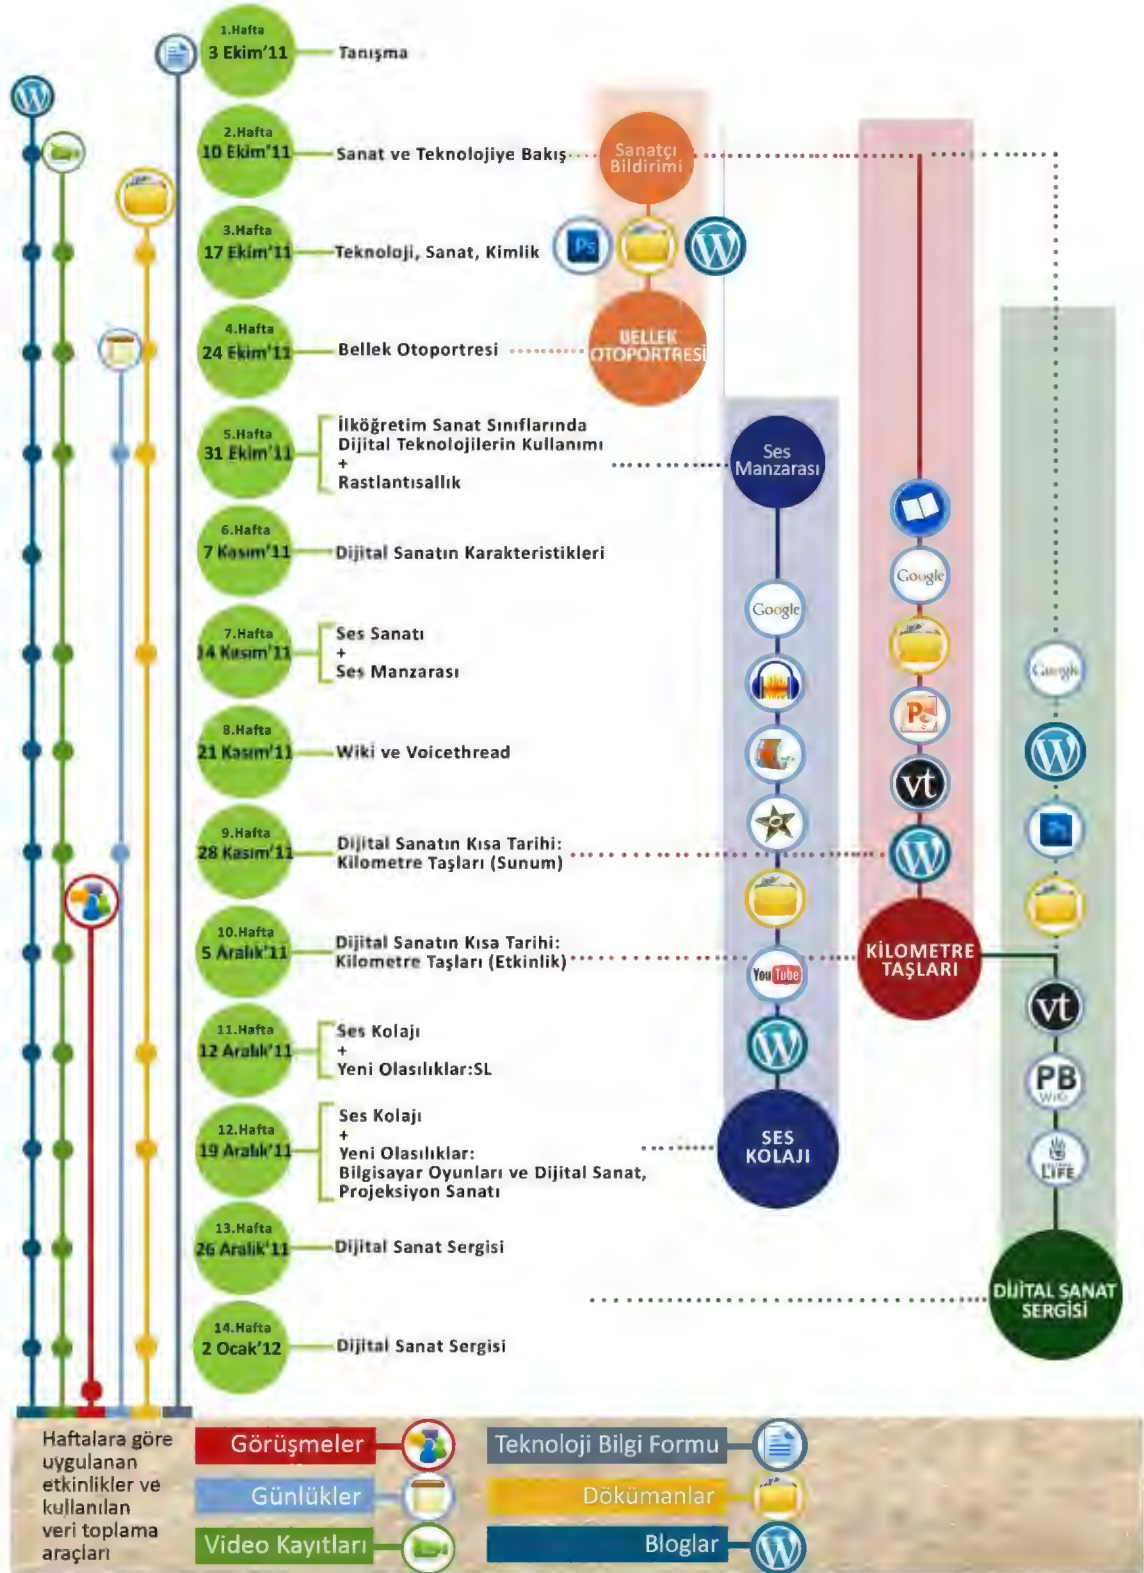 1.Hafta
3 Ekim'11
Tanışma
2.Hafta
10 Ekim'11
Sanat ve Teknolojiye Bakış
Sanatçı
Bildirimi
3.Hafta
17 Ekim'11
Teknoloji, Sanat, Kimlik
Ps
4.Hafta
24 Ekim'11
Bellek Otoportresi
BELLEK
OTOPORTRESİ
5.Hafta
31 Ekim'11
İlköğretim Sanat Sınıflarında
Dijital Teknolojilerin Kullanımı
+
Rastlantısallık
Ses
Manzarası
6.Hafta
7 Kasım'11
Dijital Sanatın Karakteristikleri
Google
Google
7.Hafta
14 Kasım'11
Ses Sanatı
+
Ses Manzarası
Google
8.Hafta
21 Kasım'11
Wiki ve Voicethread
vt
9.Hafta
28 Kasım'11
Dijital Sanatın Kısa Tarihi:
Kilometre Taşları (Sunum)
10.Hafta
5 Aralık'11
Dijital Sanatın Kısa Tarihi:
Kilometre Taşları (Etkinlik)
YouTube
KİLOMETRE
TAŞLARI
vt
11.Hafta
12 Aralık'11
Ses Kolajı
+
Yeni Olasılıklar:SL
PB
WiKi
12.Hafta
19 Aralık'11
Ses Kolajı
+
Yeni Olasılıklar:
Bilgisayar Oyunları ve Dijital Sanat,
Projeksiyon Sanatı
SES
KOLAJI
LIFE
13.Hafta
26 Aralık'11
Dijital Sanat Sergisi
DİJİTAL SANAT
SERGİSİ
14.Hafta
2 Ocak'12
Dijital Sanat Sergisi
Haftalara göre
uygulanan
etkinlikler ve
kullanılan
veri toplama
araçları
Görüşmeler
Teknoloji Bilgi Formu
Günlükler
Dökümanlar
Video Kayıtları
Bloglar